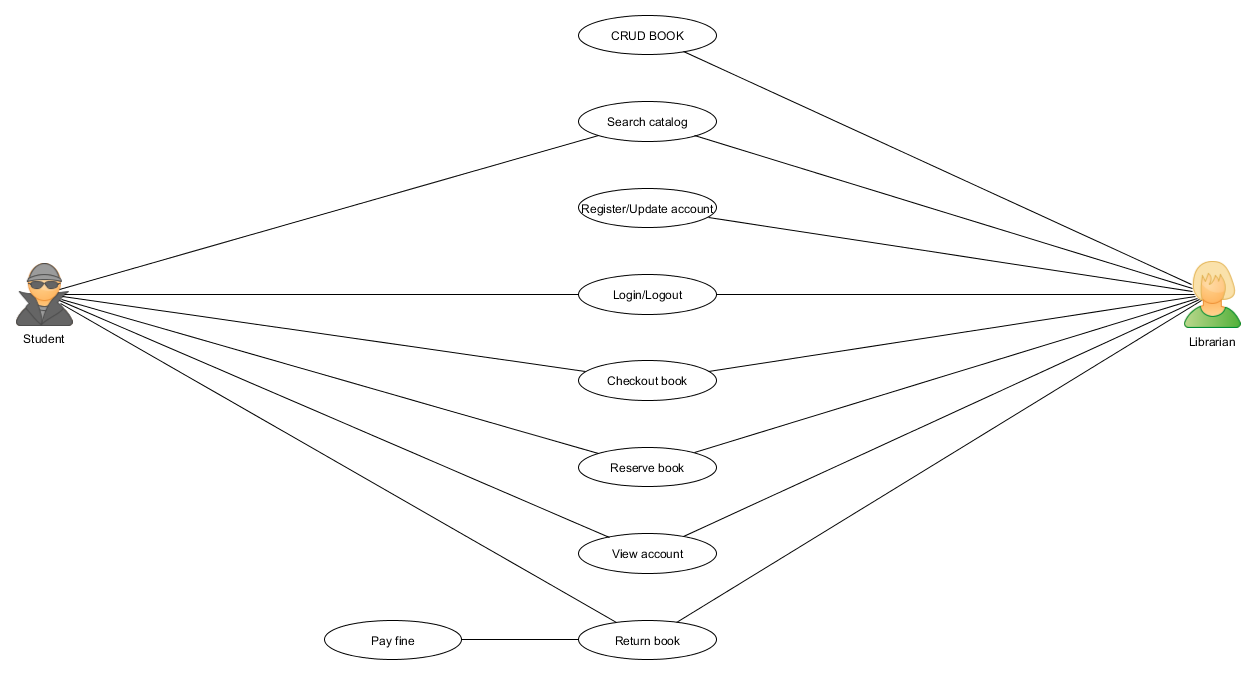 CRUD BOOK
Search catalog
Register/Update account
Login/Logout
Student
Librarian
Checkout book
Reserve book
View account
Pay fine
Return book